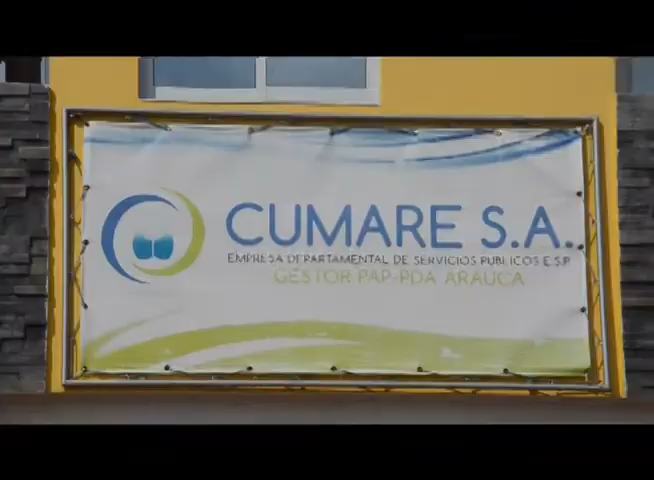 CUMARE S.A.
EMPRESA DEPARTAMENTAL DE SERVICIOS PUBLICOS E.S.P
GESTOR PAP-PDA ARAUCA